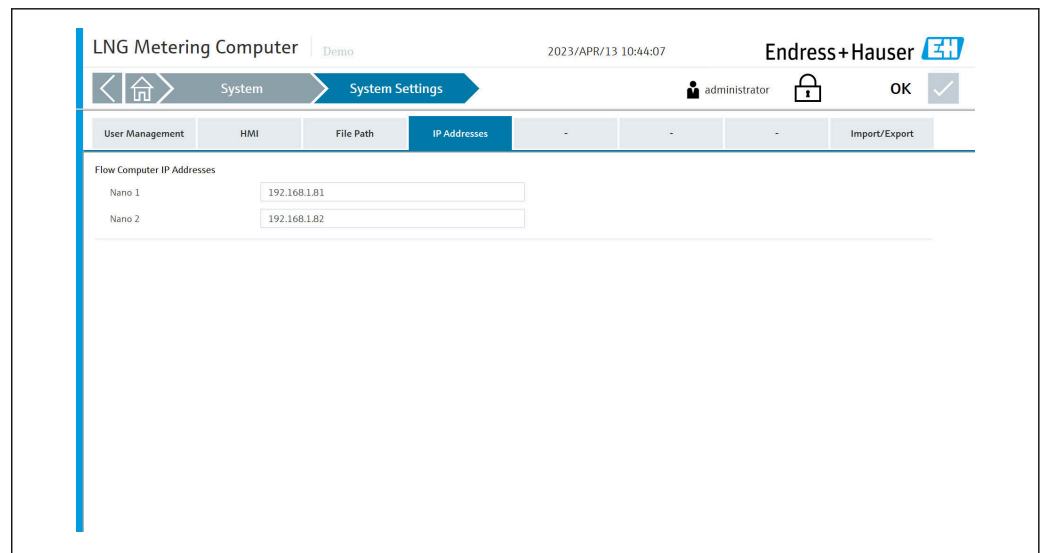 LNG Metering Computer Demo 2023/APR/13 10:44:07 Endress+Hauser EH
System System Settings administrator OK
User Management HMI File Path IP Addresses - - - Import/Export
Flow Computer IP Addresses
Nano 1 192.168.1.81
Nano 2 192.168.1.82